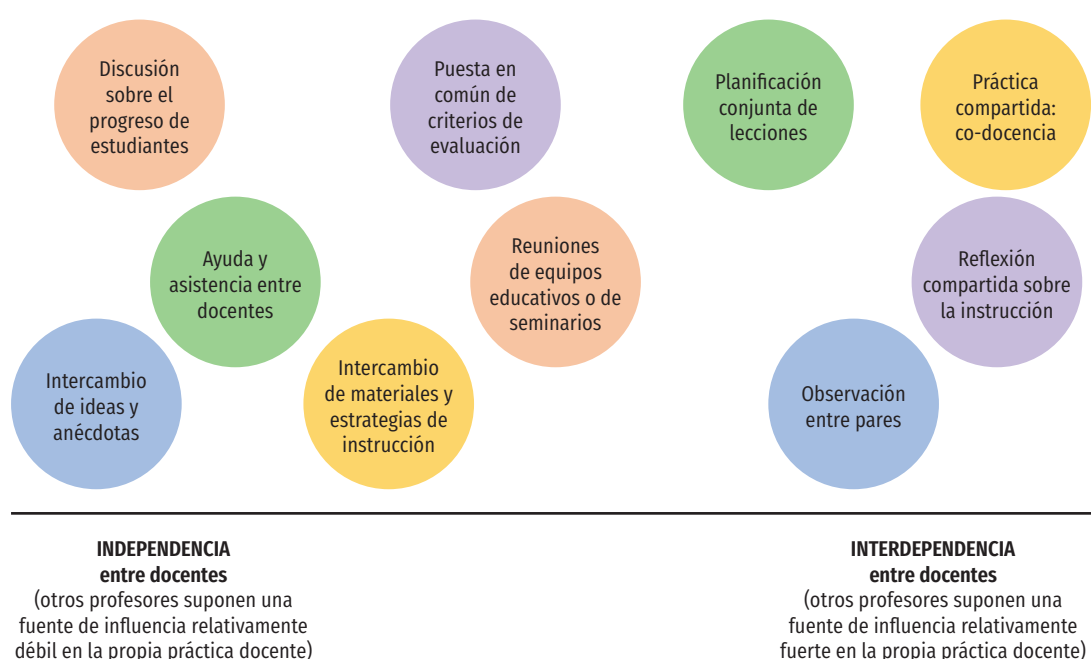 Discusión
sobre el
progreso de
estudiantes
Puesta en
común de
criterios de
evaluación
Planificación
conjunta de
lecciones
Práctica
compartida:
co-docencia
Ayuda y
asistencia entre
docentes
Reuniones
de equipos
educativos o de
seminarios
Reflexión
compartida sobre
la instrucción
Intercambio
de ideas y
anécdotas
Intercambio
de materiales y
estrategias de
instrucción
Observación
entre pares
INDEPENDENCIA
entre docentes
(otros profesores suponen una
fuente de influencia relativamente
débil en la propia práctica docente)
INTERDEPENDENCIA
entre docentes
(otros profesores suponen una
fuente de influencia relativamente
fuerte en la propia práctica docente)